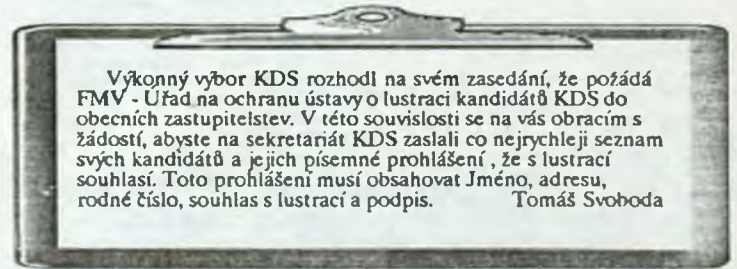 Výkonný výbor KDS rozhodl na svém zasedání, že požádá
FMV - Úřad na ochranu ústavy o lustraci kandidátů KDS do
obecních zastupitelstev. V této souvislosti se na vás obracím s
žádostí, abyste na sekretariát KDS zaslali co nejrychleji seznam
svých kandidátů a jejich písemné prohlášení , že s lustrací
souhlasí. Toto prohlášení musí obsahovat Jméno, adresu,
rodné číslo, souhlas s lustrací a podpis. Tomáš Svoboda